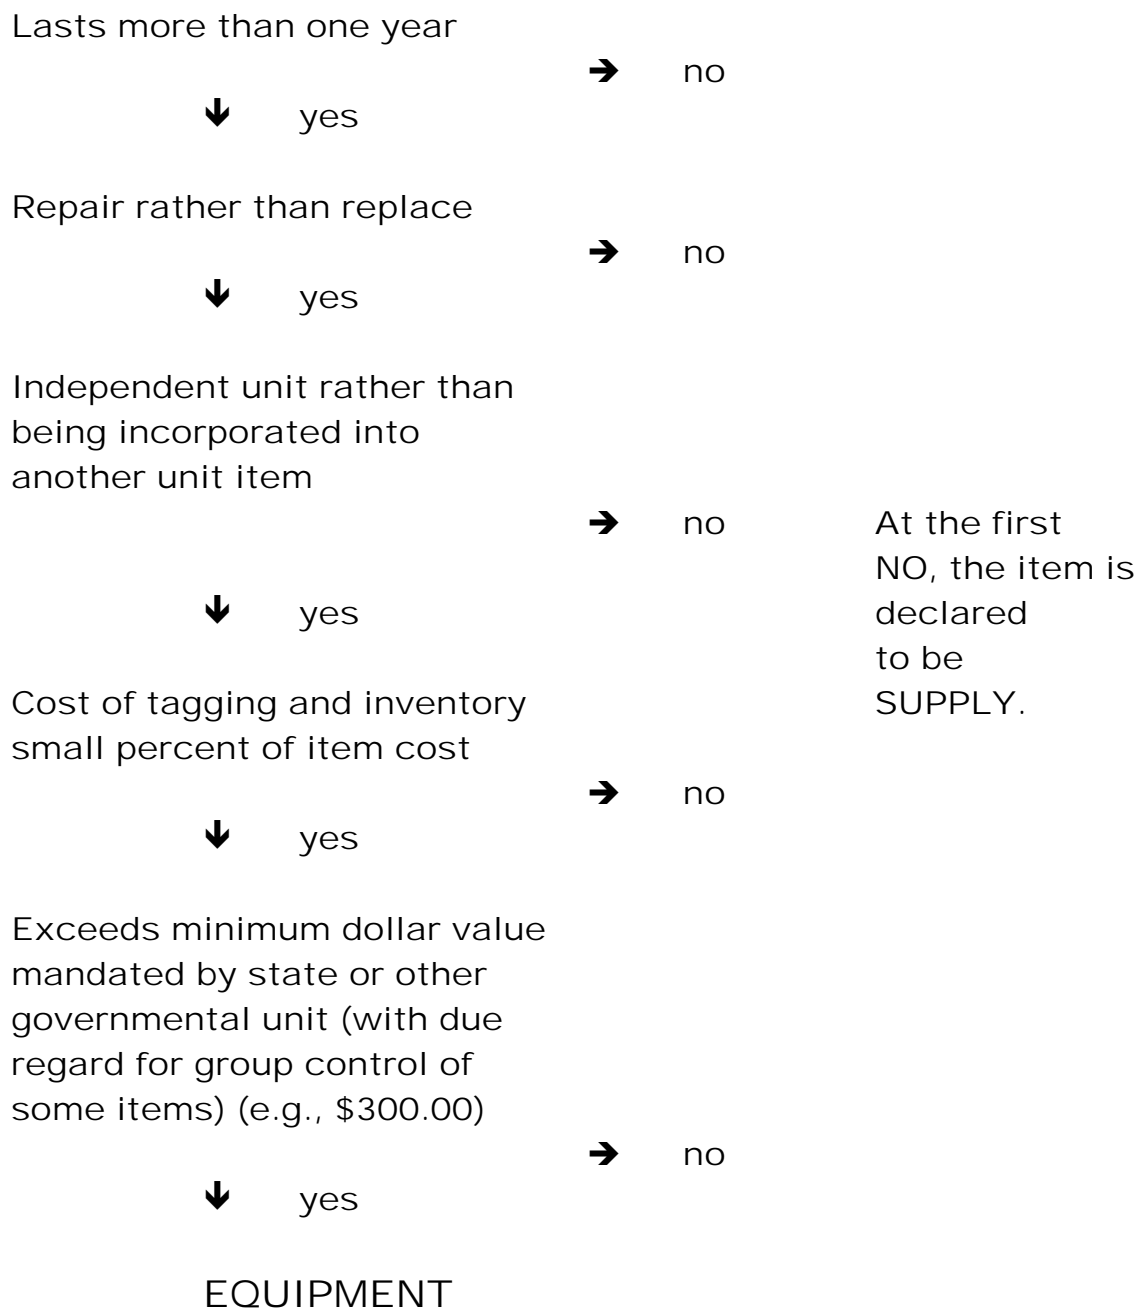 Lasts more than one year
➔ no
🡫 yes
Repair rather than replace
➔ no
🡫 yes
Independent unit rather than
being incorporated into
another unit item
➔ no At the first
NO, the item is
🡫 yes declared
to be
Cost of tagging and inventory SUPPLY.
small percent of item cost
➔ no
🡫 yes
Exceeds minimum dollar value
mandated by state or other
governmental unit (with due
regard for group control of
some items) (e.g., $300.00)
➔ no
🡫 yes
EQUIPMENT